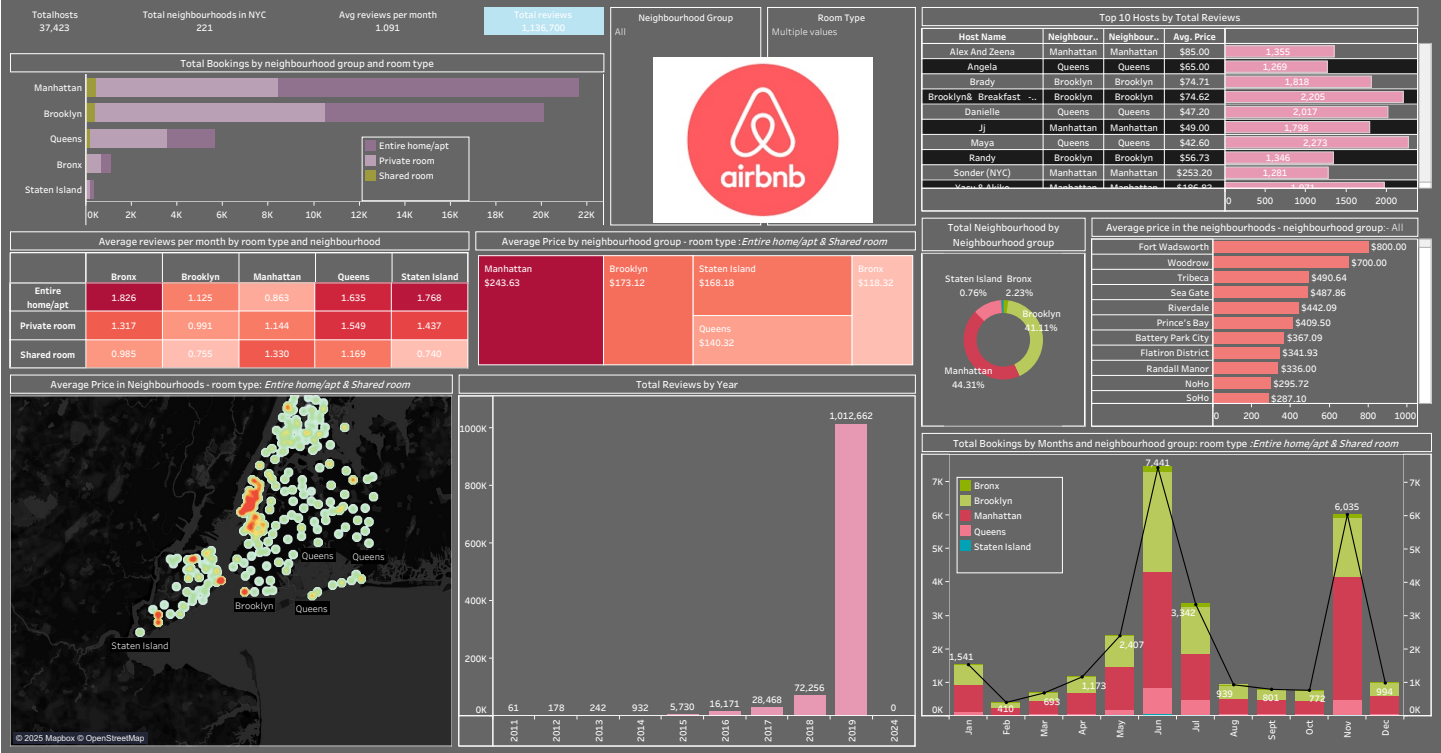 Totalhosts
37,423
Total neighbourhoods in NYC
221
Avg reviews per month
1.091
Total reviews
1,136,700
Neighbourhood Group
All
Room Type
Multiple values
airbnb
Top 10 Hosts by Total Reviews
Host Name Neighbour.. Neighbour.. Avg. Price
Alex And Zeena Manhattan Manhattan $85.00 1,355
Angela Queens Queens $65.00 1,269
Brady Brooklyn Brooklyn $74.71 1,818
Brooklyn& Breakfast -.. Brooklyn Brooklyn $74.62 2,205
Danielle Queens Queens $47.20 2,017
Jj Manhattan Manhattan $49.00 1,798
Maya Queens Queens $42.60 2,273
Randy Brooklyn Brooklyn $56.73 1,346
Sonder (NYC) Manhattan Manhattan $253.20 1,281
Manhattan Manhattan
0 500 1000 1500 2000
Total Bookings by neighbourhood group and room type
Manhattan
Brooklyn
Queens
Bronx
Staten Island
Entire home/apt
Private room
Shared room
0K 2K 4K 6K 8K 10K 12K 14K 16K 18K 20K 22K
Average reviews per month by room type and neighbourhood
Bronx Brooklyn Manhattan Queens Staten Island
Entire
home/apt 1.826 1.125 0.863 1.635 1.768
Private room 1.317 0.991 1.144 1.549 1.437
Shared room 0.985 0.755 1.330 1.169 0.740
Average Price by neighbourhood group - room type :Entire home/apt & Shared room
Manhattan
$243.63
Brooklyn
$173.12
Staten Island
$168.18
Queens
$140.32
Bronx
$118.32
Total Neighbourhood by
Neighbourhood group
Staten Island
0.76%
Bronx
2.23%
Brooklyn
41.11%
Manhattan
44.31%
Average price in the neighbourhoods - neighbourhood group:- All
Fort Wadsworth $800.00
Woodrow $700.00
Tribeca $490.64
Sea Gate $487.86
Riverdale $442.09
Prince's Bay $409.50
Battery Park City $367.09
Flatiron District $341.93
Randall Manor $336.00
NoHo $295.72
SoHo $287.10
0 200 400 600 800 1000
Average Price in Neighbourhoods - room type: Entire home/apt & Shared room
Queens
Queens
Brooklyn
Queens
Staten Island
© 2025 Mapbox © OpenStreetMap
Total Reviews by Year
1000K
800K
600K
400K
200K
0K
61 178 242 932 5,730 16,171 28,468 72,256 1,012,662 0
2011 2012 2013 2014 2015 2016 2017 2018 2019 2024
Total Bookings by Months and neighbourhood group: room type :Entire home/apt & Shared room
Bronx
Brooklyn
Manhattan
Queens
Staten Island
7K
6K
5K
4K
3K
2K
1K
0K
1,541 410 693 1,173 2,407 7,441 3,342 939 801 772 6,035 994
7K
6K
5K
4K
3K
2K
1K
0K
Jan Feb Mar Apr May Jun Jul Aug Sept Oct Nov Dec